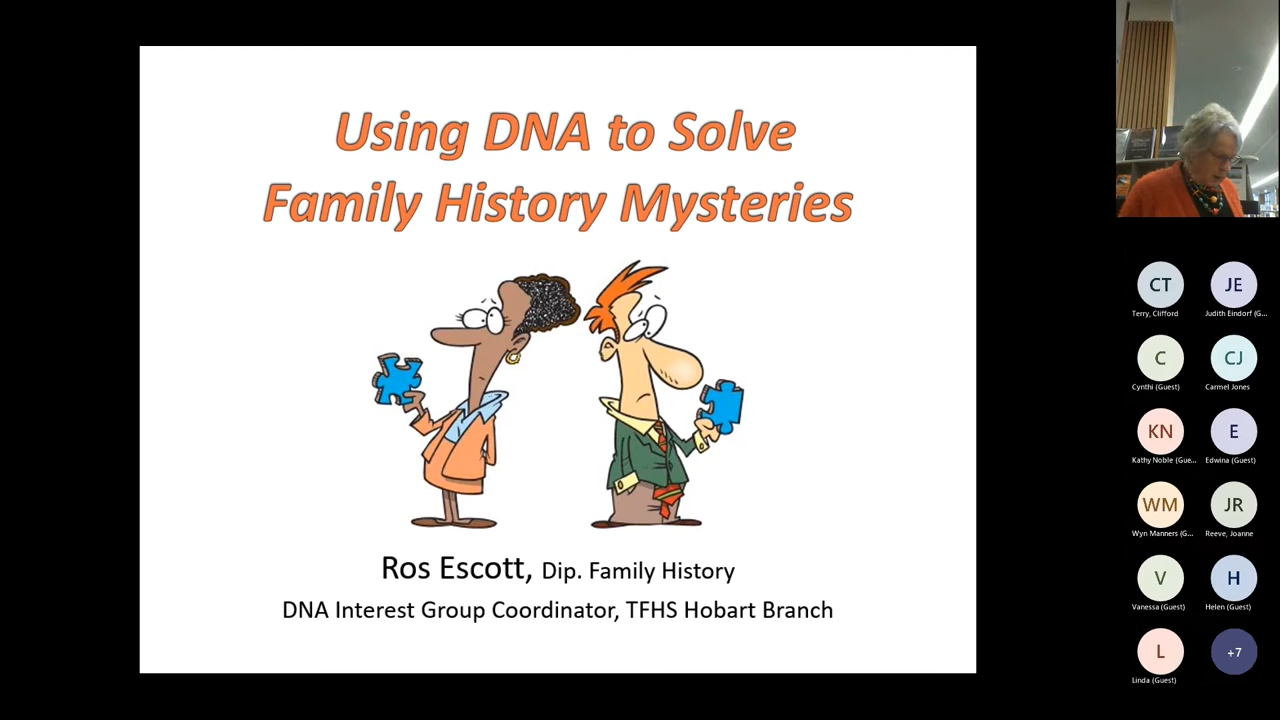 Using DNA to Solve
Family History Mysteries
Ros Escott, Dip. Family History
DNA Interest Group Coordinator, TFHS Hobart Branch
CT
JE
Terry, Clifford
Judith Eindorf (G...
C
CJ
Cynthi (Guest)
Carmel Jones
KN
E
Kathy Noble (Gue...
Edwina (Guest)
WM
JR
Wyn Manners (G...
Reeve, Joanne
V
H
Vanessa (Guest)
Helen (Guest)
L
+7
Linda (Guest)